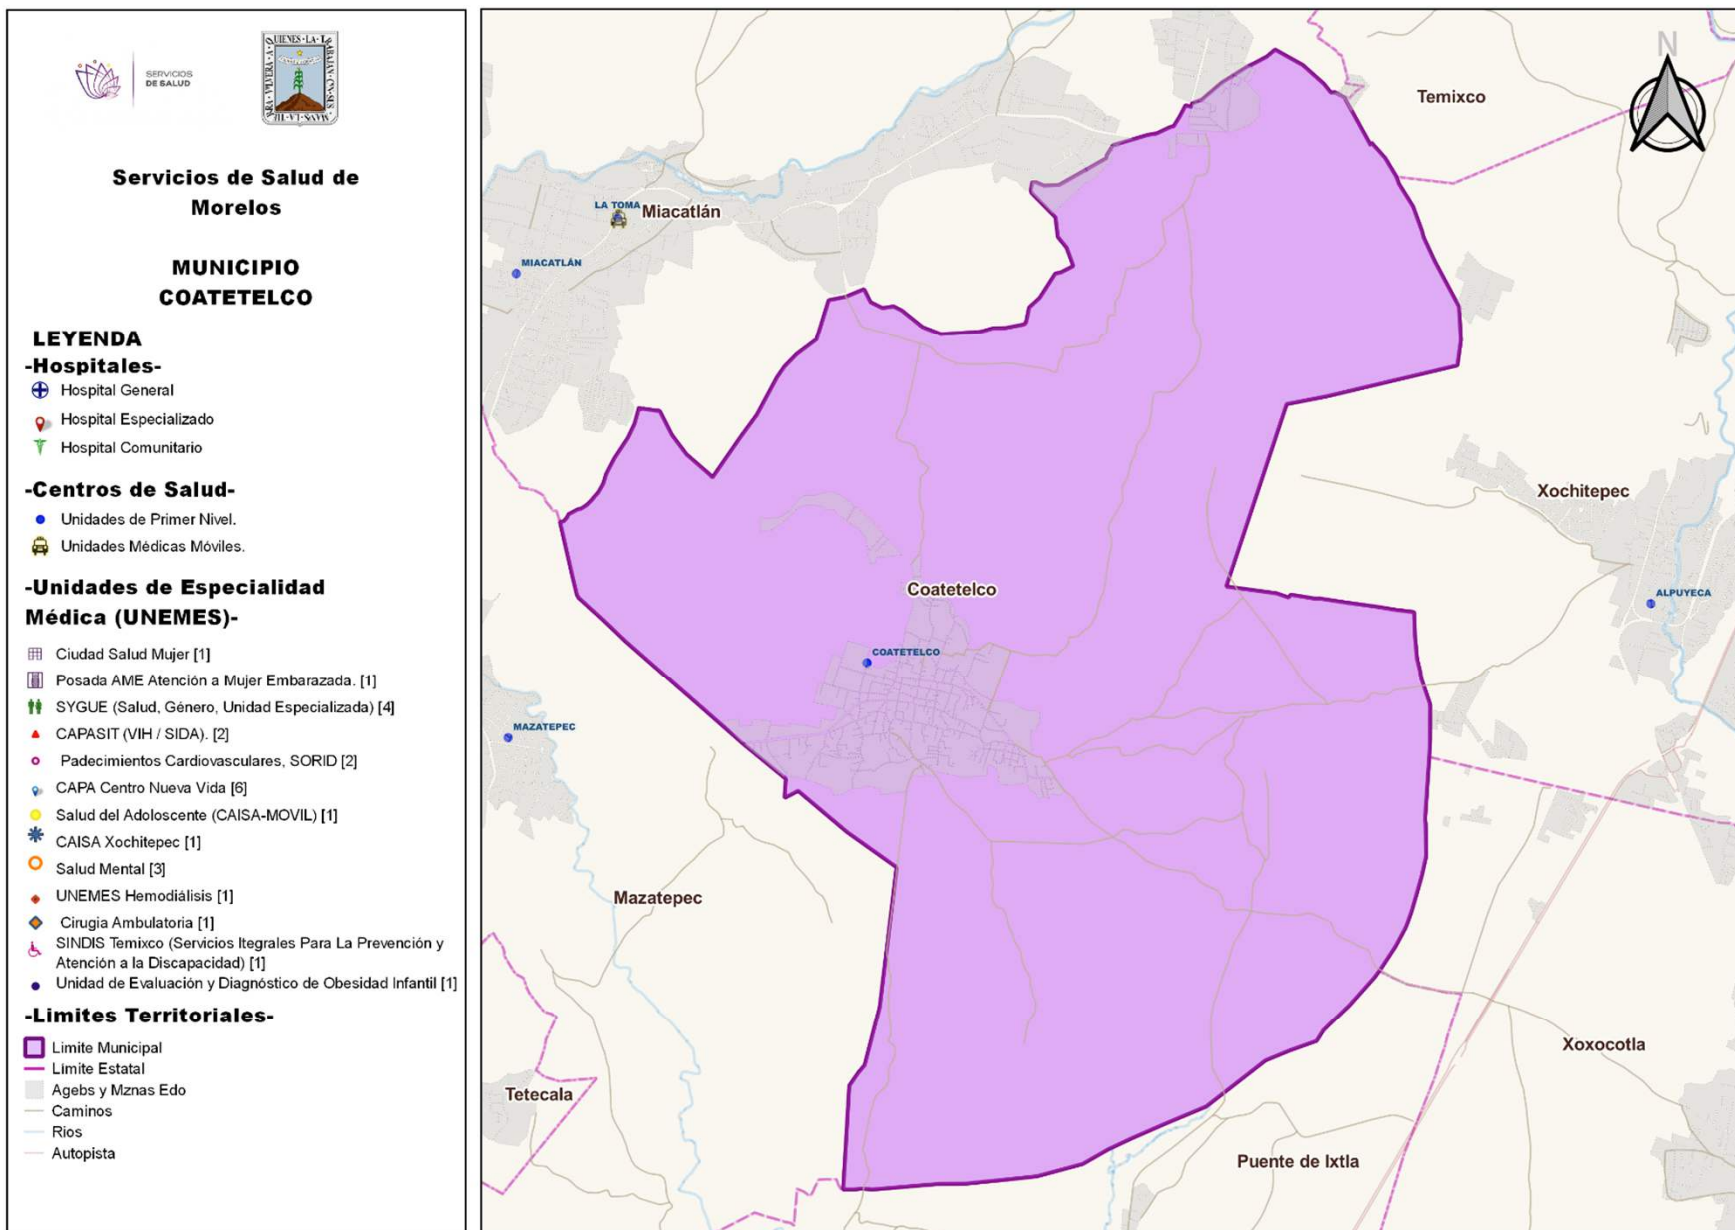 SERVICIOS
DE SALUD
Servicios de Salud de
Morelos
MUNICIPIO
COATETELCO
LEYENDA
-Hospitales-
Hospital General
Hospital Especializado
Hospital Comunitario
-Centros de Salud-
Unidades de Primer Nivel.
Unidades Médicas Móviles.
-Unidades de Especialidad
Médica (UNEMES)-
Ciudad Salud Mujer [1]
Posada AME Atención a Mujer Embarazada. [1]
SYGUE (Salud, Género, Unidad Especializada) [4]
CAPASIT (VIH / SIDA). [2]
Padecimientos Cardiovasculares, SORID [2]
CAPA Centro Nueva Vida [6]
Salud del Adoloscente (CAISA-MOVIL) [1]
CAISA Xochitepec [1]
Salud Mental [3]
UNEMES Hemodiálisis [1]
Cirugia Ambulatoria [1]
SINDIS Temixco (Servicios Itegrales Para La Prevención y
Atención a la Discapacidad) [1]
Unidad de Evaluación y Diagnóstico de Obesidad Infantil [1]
-Limites Territoriales-
Limite Municipal
Limite Estatal
Agebs y Mznas Edo
Caminos
Rios
Autopista
N
Temixco
LA TOMA
Miacatlán
MIACATLÁN
Xochitepec
Coatetelco
ALPUYECA
COATETELCO
MAZATEPEC
Mazatepec
Xoxocotla
Tetecala
Puente de Ixtla